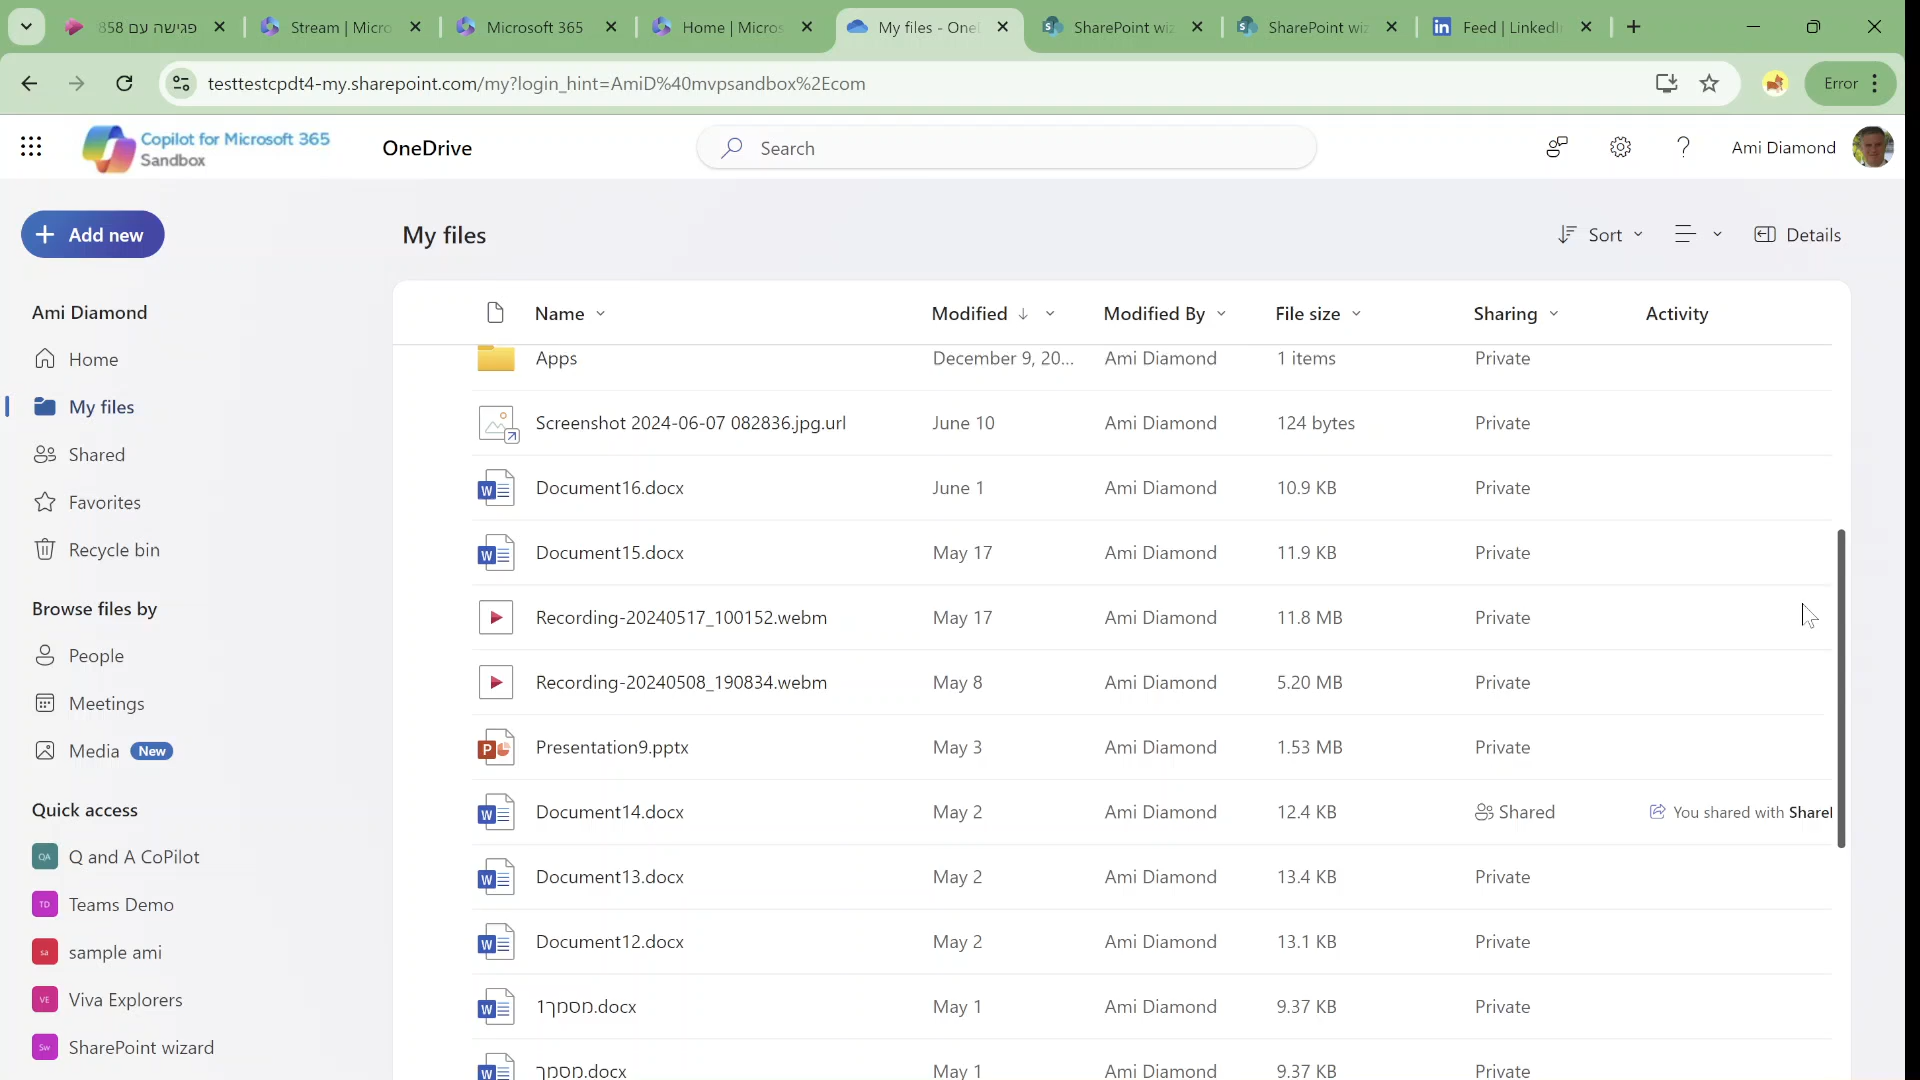 פגישה עם 858
Stream | Micro
Microsoft 365
Home | Micros
My files - One
SharePoint wiz
SharePoint wiz
Feed | LinkedI
testtestcpdt4-my.sharepoint.com/my?login_hint=AmiD%40mvpsandbox%2Ecom
Error
Copilot for Microsoft 365
Sandbox
OneDrive
Search
Ami Diamond
Add new
My files
Sort
Details
Ami Diamond
Home
My files
Shared
Favorites
Recycle bin
Browse files by
People
Meetings
Media New
Quick access
QA Q and A CoPilot
TD Teams Demo
sa sample ami
VE Viva Explorers
Sw SharePoint wizard
Name Modified Modified By File size Sharing Activity
Apps December 9, 20... Ami Diamond 1 items Private
Screenshot 2024-06-07 082836.jpg.url June 10 Ami Diamond 124 bytes Private
Document16.docx June 1 Ami Diamond 10.9 KB Private
Document15.docx May 17 Ami Diamond 11.9 KB Private
Recording-20240517_100152.webm May 17 Ami Diamond 11.8 MB Private
Recording-20240508_190834.webm May 8 Ami Diamond 5.20 MB Private
Presentation9.pptx May 3 Ami Diamond 1.53 MB Private
Document14.docx May 2 Ami Diamond 12.4 KB Shared You shared with Share
Document13.docx May 2 Ami Diamond 13.4 KB Private
Document12.docx May 2 Ami Diamond 13.1 KB Private
מסמך1.docx May 1 Ami Diamond 9.37 KB Private
מסמך.docx May 1 Ami Diamond 9.37 KB Private